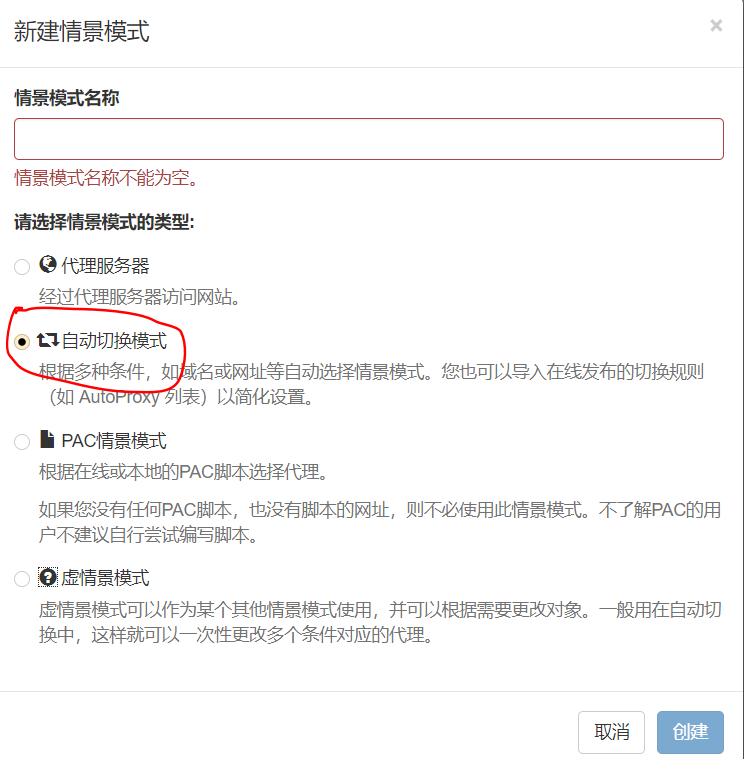 新建情景模式
×
情景模式名称
情景模式名称不能为空。
请选择情景模式的类型:
代理服务器
经过代理服务器访问网站。
自动切换模式
根据多种条件，如域名或网址等自动选择情景模式。您也可以导入在线发布的切换规则
（如 AutoProxy 列表）以简化设置。
PAC情景模式
根据在线或本地的PAC脚本选择代理。
如果您没有任何PAC脚本，也没有脚本的网址，则不必使用此情景模式。不了解PAC的用
户不建议自行尝试编写脚本。
虚情景模式
虚情景模式可以作为某个其他情景模式使用，并可以根据需要更改对象。一般用在自动切
换中，这样就可以一次性更改多个条件对应的代理。
取消
创建